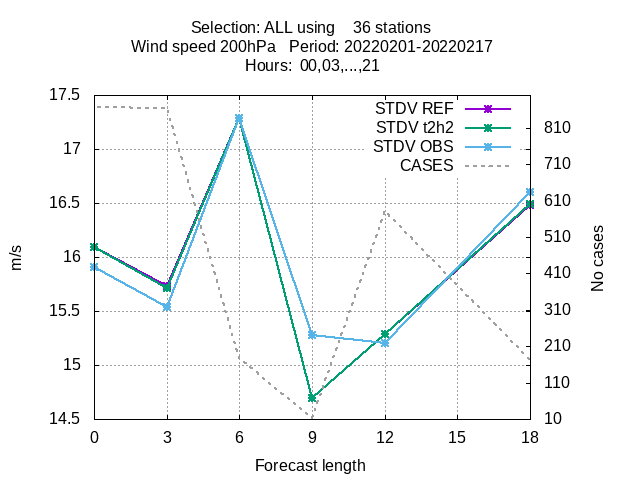 Selection: ALL using    36 stations
Wind speed 200hPa   Period: 20220201-20220217
Hours:  00,03,...,21
17.5
17
16.5
16
15.5
15
14.5
m/s
STDV REF
STDV t2h2
STDV OBS
CASES
810
710
610
510
410
310
210
110
10
No cases
0 3 6 9 12 15 18
Forecast length